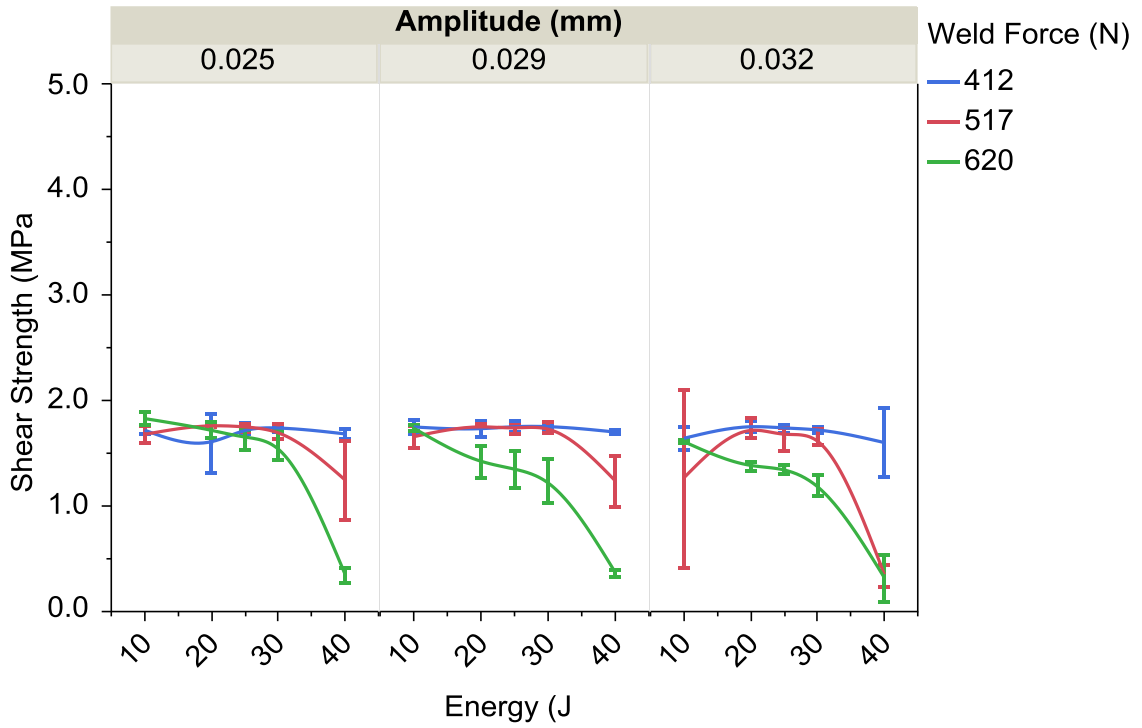 Amplitude (mm)
0.025 0.029 0.032
Weld Force (N)
412
517
620
Shear Strength (MPa
5.0
4.0
3.0
2.0
1.0
0.0
10 20 30 40 10 20 30 40 10 20 30 40
Energy (J